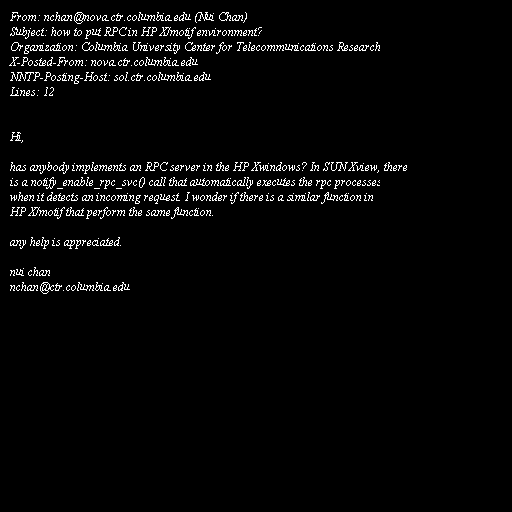 From: nchan@nova.ctr.columbia.edu (Nui Chan)
Subject: how to put RPC in HP X/motif environment?
Organization: Columbia University Center for Telecommunications Research
X-Posted-From: nova.ctr.columbia.edu
NNTP-Posting-Host: sol.ctr.columbia.edu
Lines: 12

Hi,

has anybody implements an RPC server in the HP Xwindows? In SUN Xview, there
is a notify_enable_rpc_svc() call that automatically executes the rpc processes
when it detects an incoming request. I wonder if there is a similar function in
HP X/motif that perform the same function.

any help is appreciated.

nui chan
nchan@ctr.columbia.edu